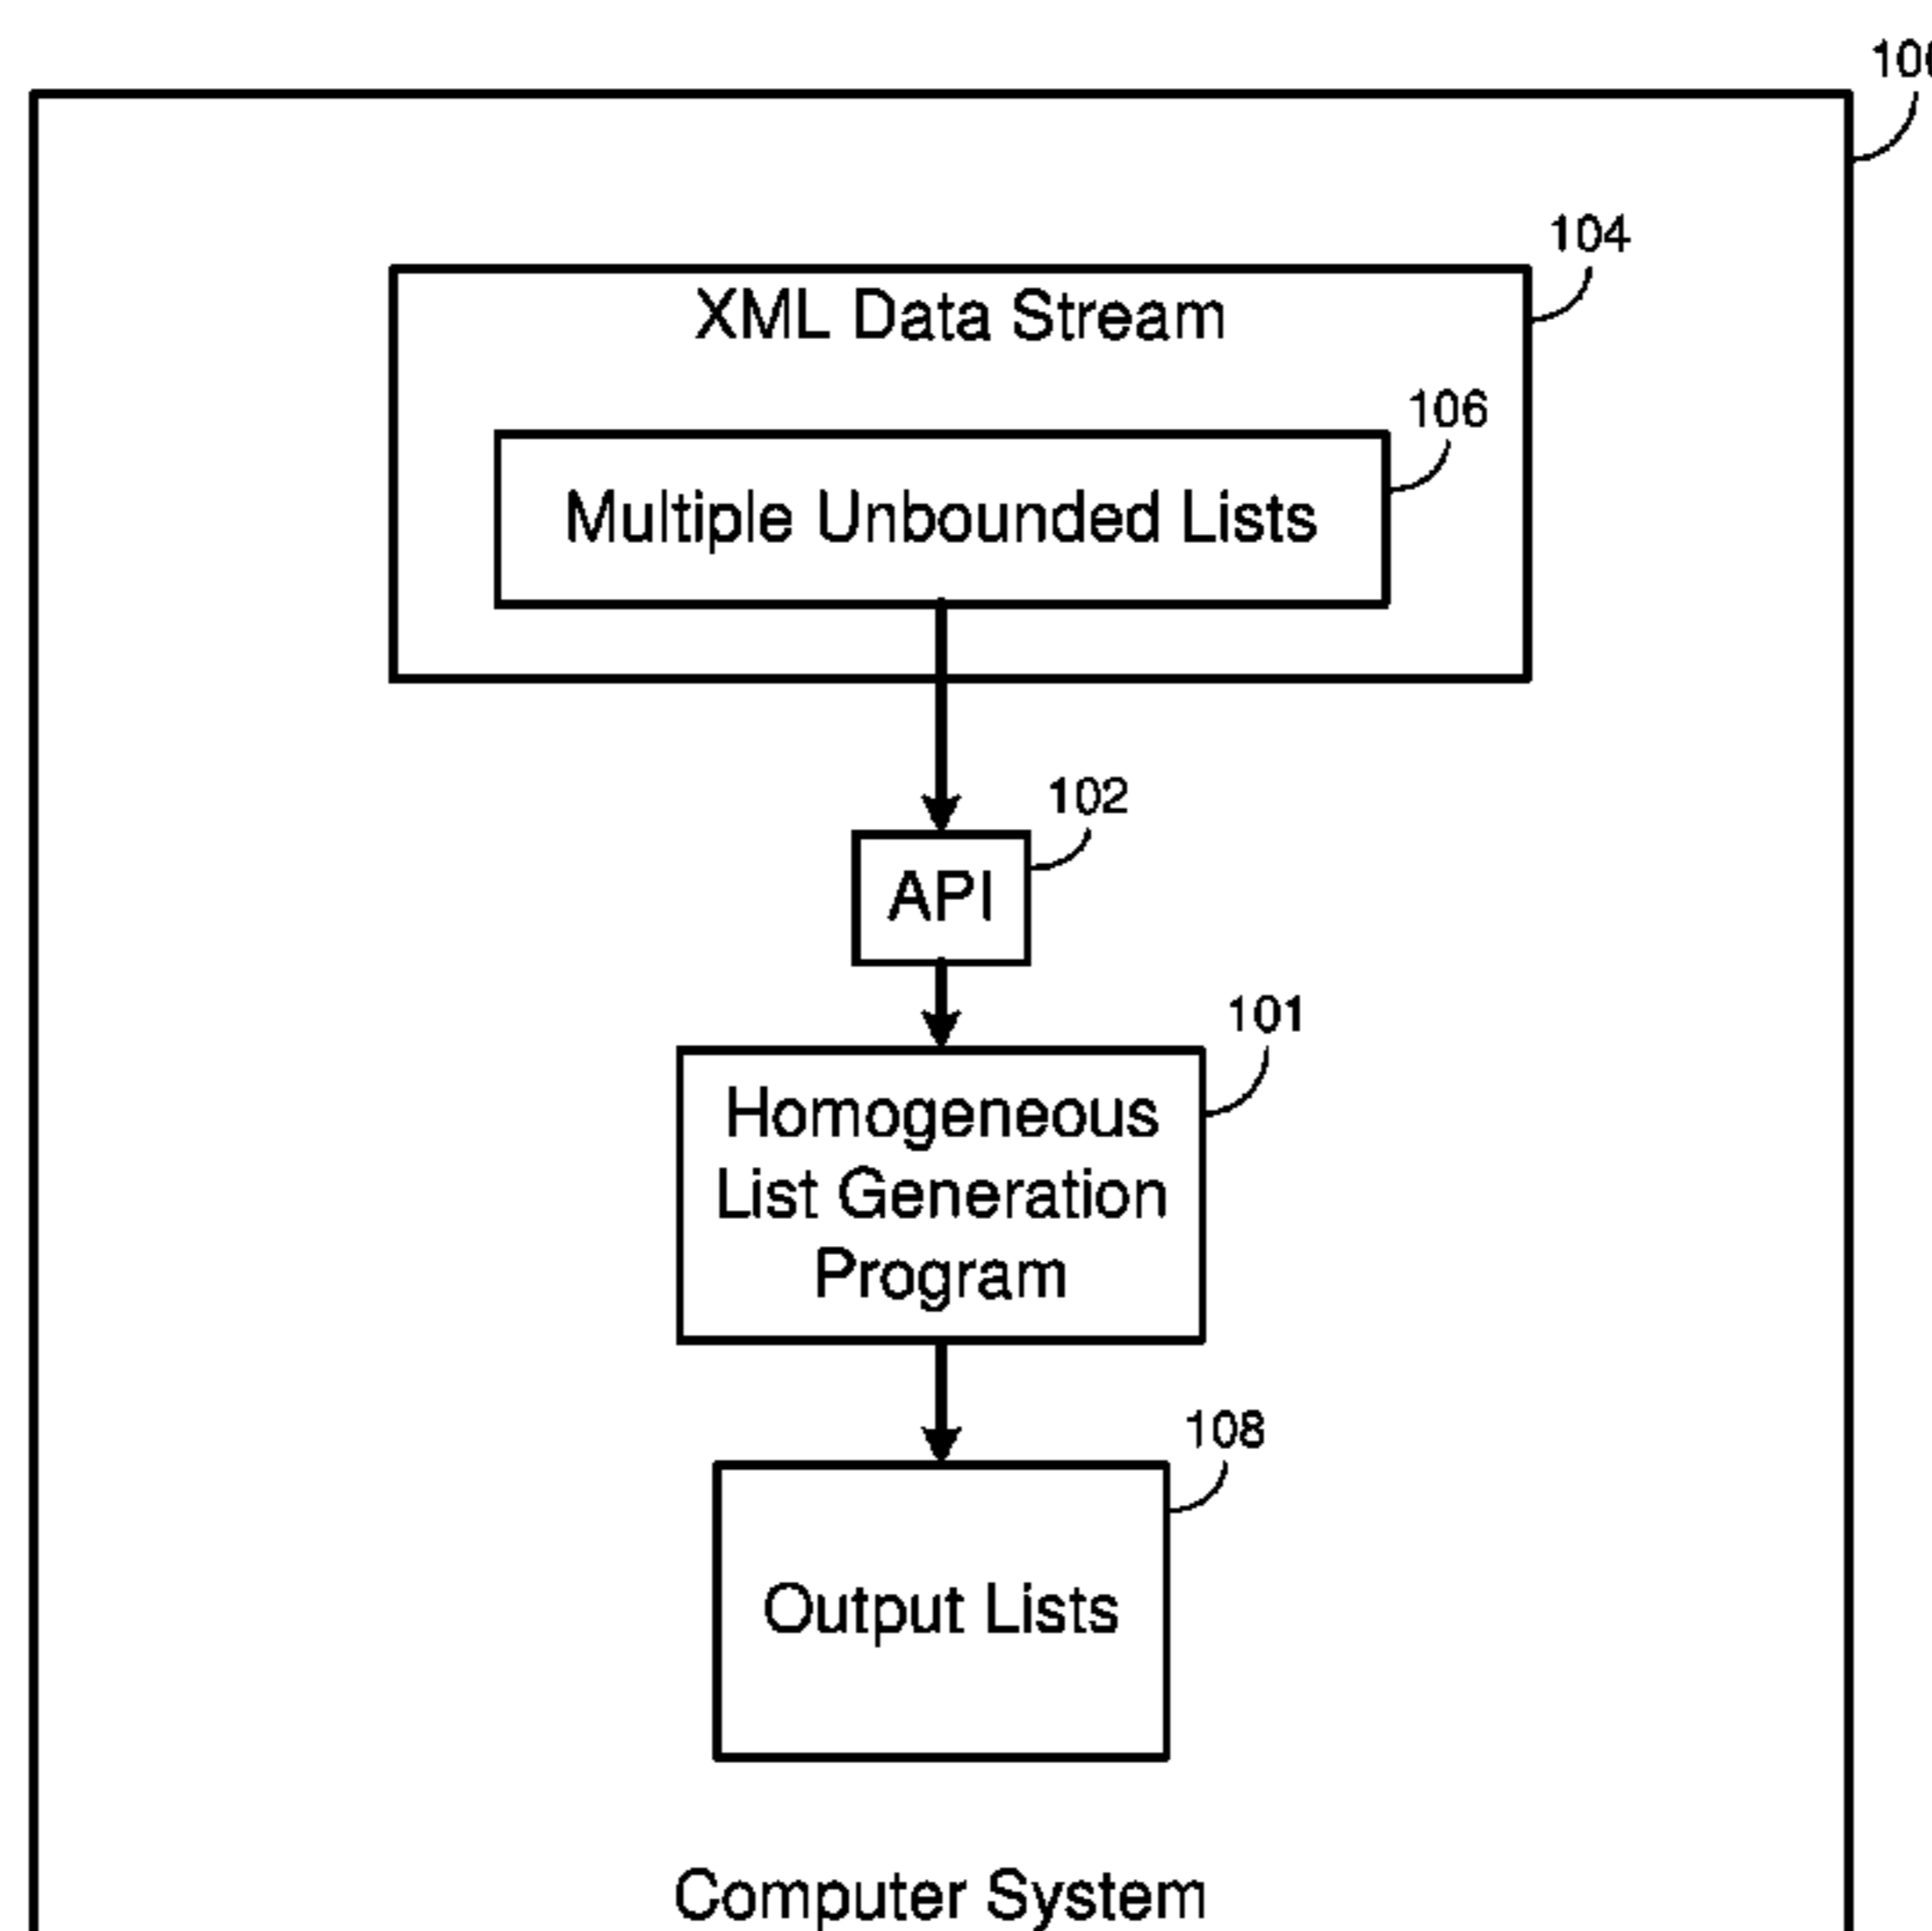 104
XML Data Stream
106
Multiple Unbounded Lists
102
API
101
Homogeneous
List Generation
Program
108
Output Lists
Computer System